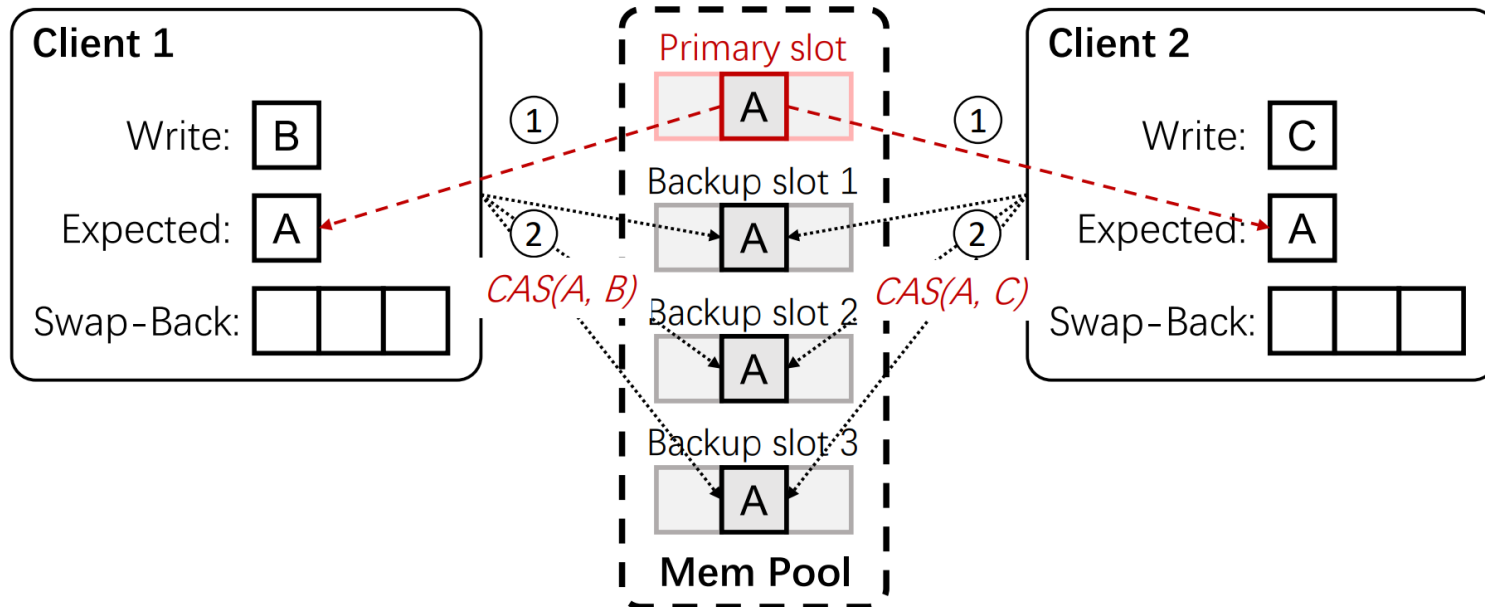 Client 1
Write: B
Expected: A
Swap-Back:
1
2
CAS(A, B)
Primary slot
A
Backup slot 1
A
Backup slot 2
A
Backup slot 3
A
Mem Pool
1
2
CAS(A, C)
Client 2
Write: C
Expected: A
Swap-Back: